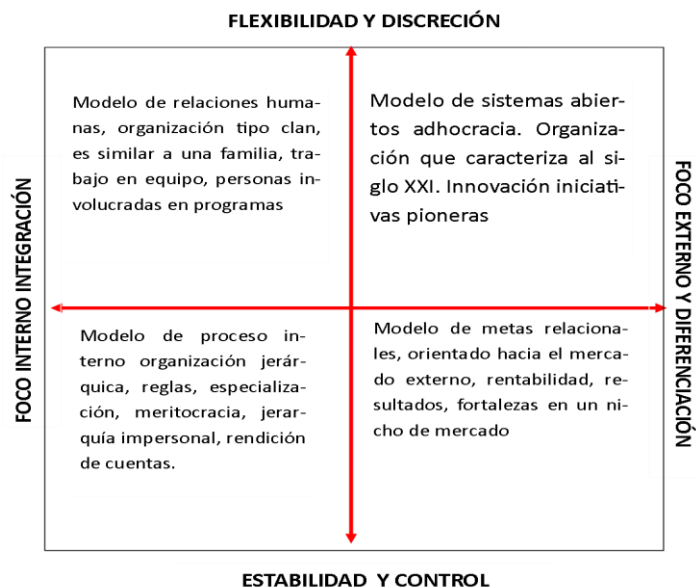 FLEXIBILIDAD Y DISCRECIÓN
Modelo de relaciones huma-
nas, organización tipo clan,
es similar a una familia, tra-
bajo en equipo, personas in-
volucradas en programas
Modelo de sistemas abier-
tos adhocracia. Organiza-
ción que caracteriza al si-
glo XXI. Innovación iniciati-
vas pioneras
FOCO INTERNO INTEGRACIÓN
FOCO EXTERNO Y DIFERENCIACIÓN
Modelo de proceso in-
terno organización jerár-
quica, reglas, especializa-
ción, meritocracia, jerar-
quía impersonal, rendición
de cuentas.
Modelo de metas relaciona-
les, orientado hacia el merca-
do externo, rentabilidad, re-
sultados, fortalezas en un ni-
cho de mercado
ESTABILIDAD Y CONTROL